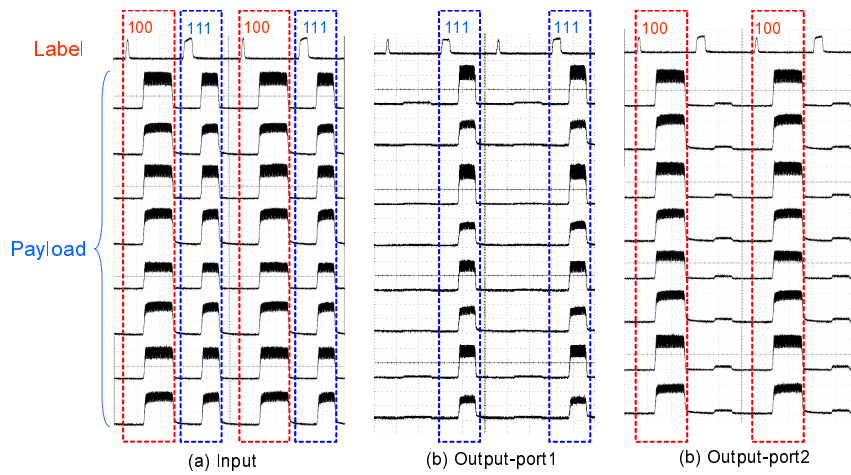 100 111 100 111
111 111
100 100
Label
Payload
(a) Input
(b) Output-port1
(b) Output-port2